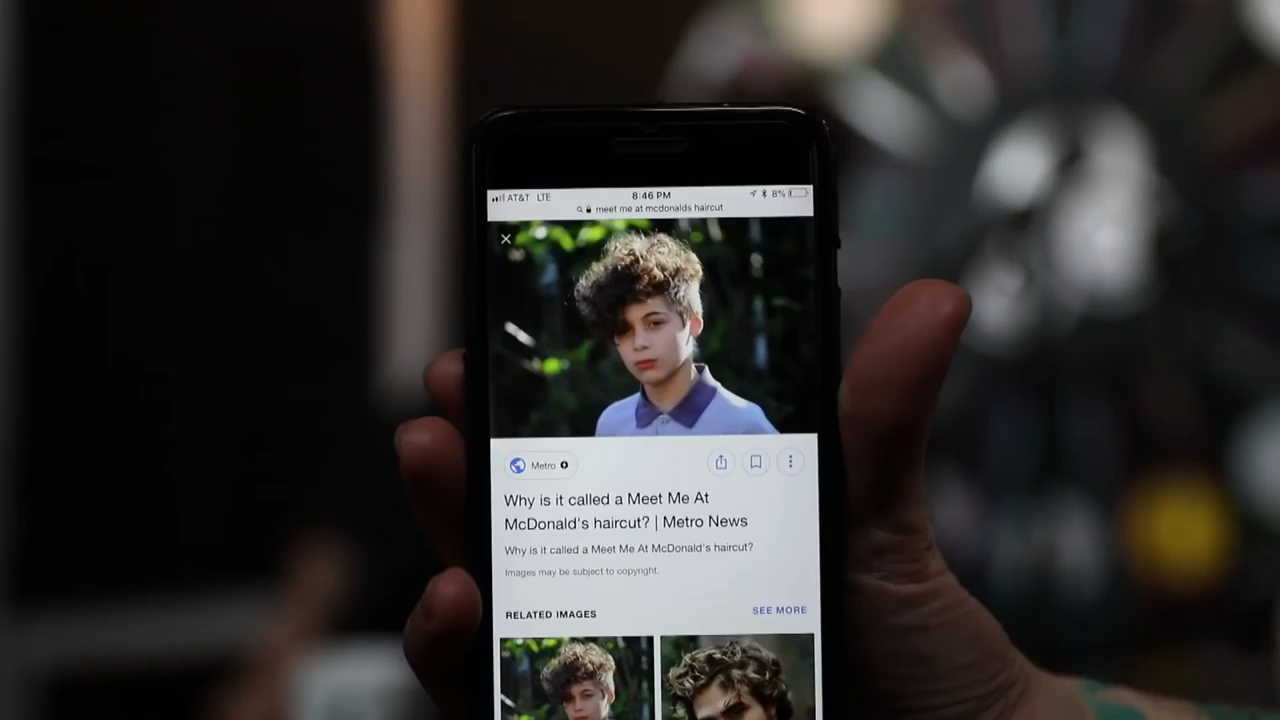 AT&T LTE 8:46 PM 8%
meet me at mcdonalds haircut
Metro
Why is it called a Meet Me At
McDonald's haircut? | Metro News
Why is it called a Meet Me At McDonald's haircut?
Images may be subject to copyright.
RELATED IMAGES SEE MORE